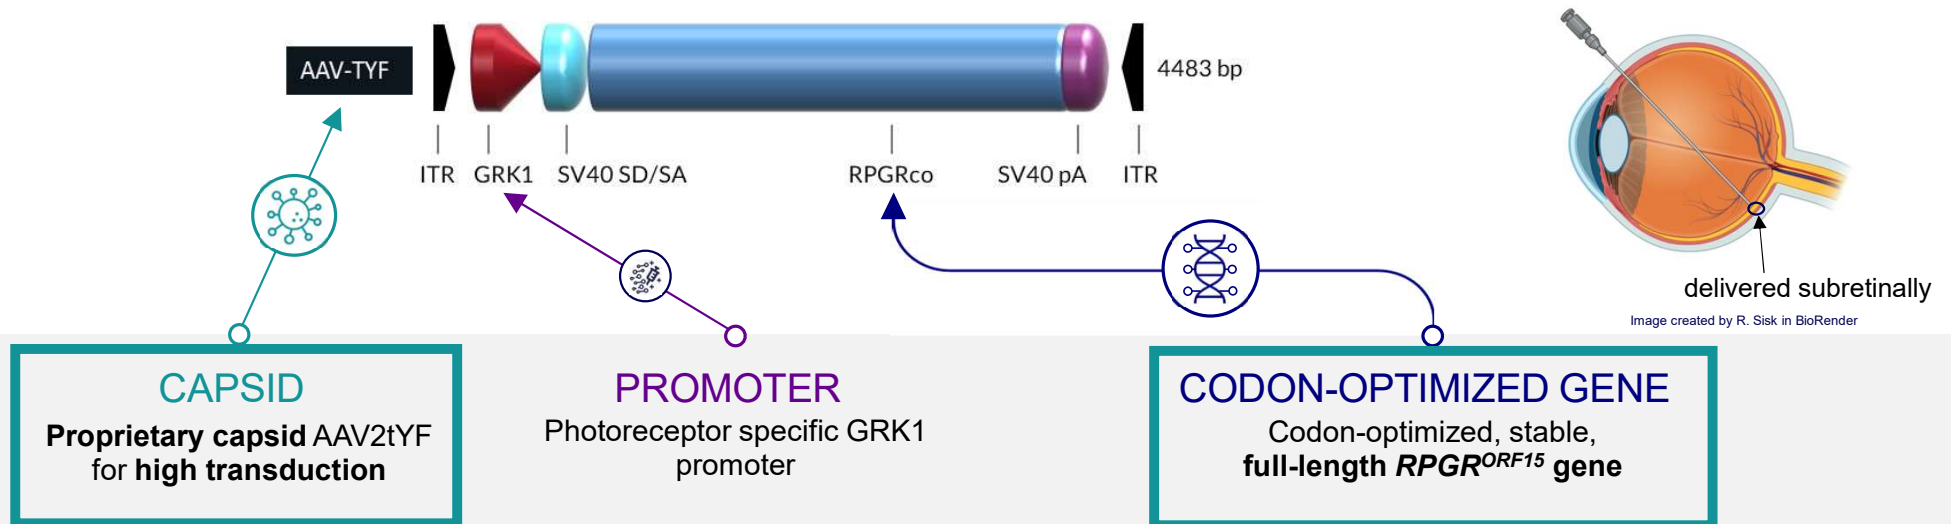 AAV-TYF
4483 bp
ITR GRK1 SV40 SD/SA RPGRco SV40 pA ITR
delivered subretinally
Image created by R. Sisk in BioRender
CAPSID
Proprietary capsid AAV2tYF
for high transduction
PROMOTER
Photoreceptor specific GRK1
promoter
CODON-OPTIMIZED GENE
Codon-optimized, stable,
full-length RPGRORF15 gene